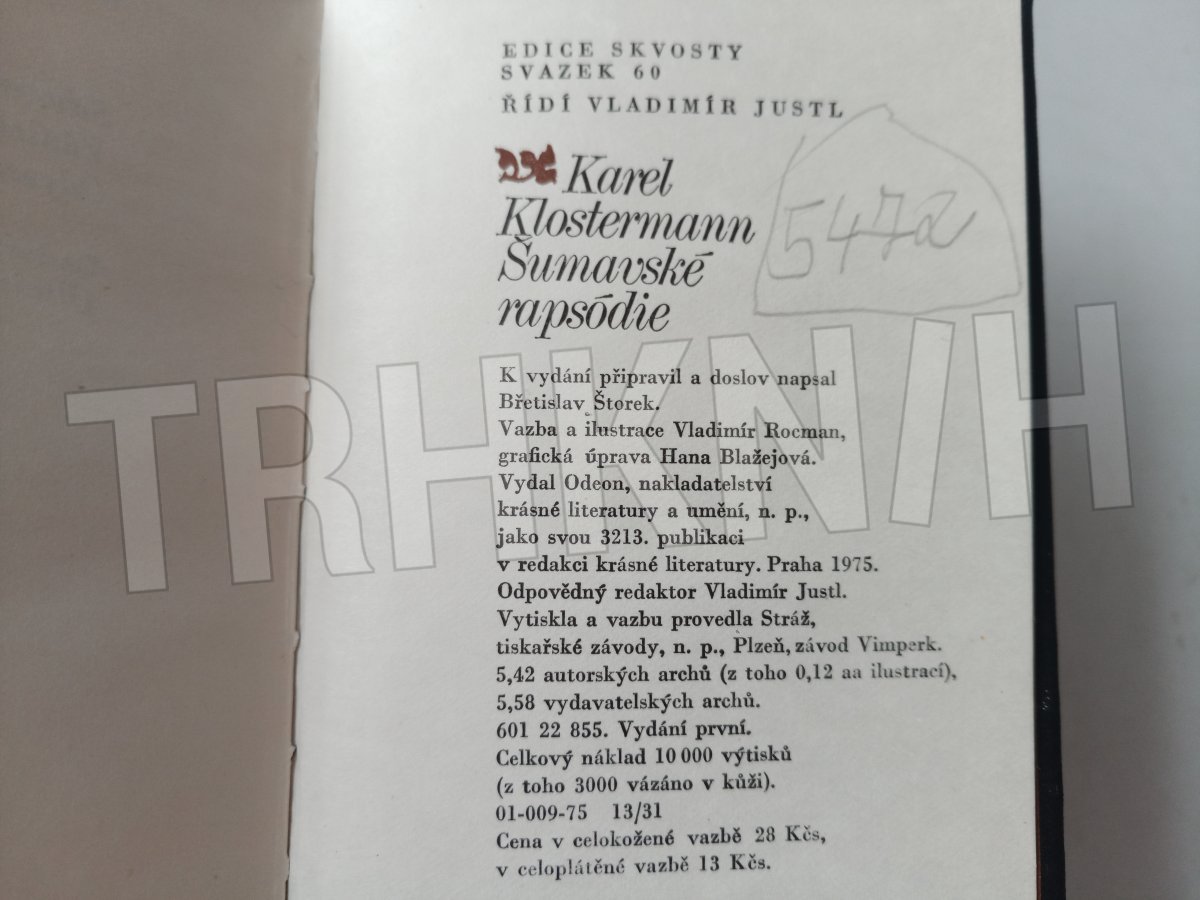 EDICE SKVOSTY
SVAZEK 60
ŘÍDÍ VLADIMÍR JUSTL
Karel
Klostermann
Šumavské
rapsódie
5472
K vydání připravil a doslov napsal
Břetislav Štorek.
Vazba a ilustrace Vladimír Rocman,
grafická úprava Hana Blažejová.
Vydal Odeon, nakladatelství
krásné literatury a umění, n. p.,
jako svou 3213. publikaci
v redakci krásné literatury. Praha 1975.
Odpovědný redaktor Vladimír Justl.
Vytiskla a vazbu provedla Stráž,
tiskařské závody, n. p., Plzeň, závod Vimperk.
5,42 autorských archů (z toho 0,12 aa ilustrací),
5,58 vydavatelských archů.
601 22 855. Vydání první.
Celkový náklad 10 000 výtisků
(z toho 3000 vázáno v kůži).
01-009-75 13/31
Cena v celokožené vazbě 28 Kčs,
v celoplátěné vazbě 13 Kčs.
TRHKNIH